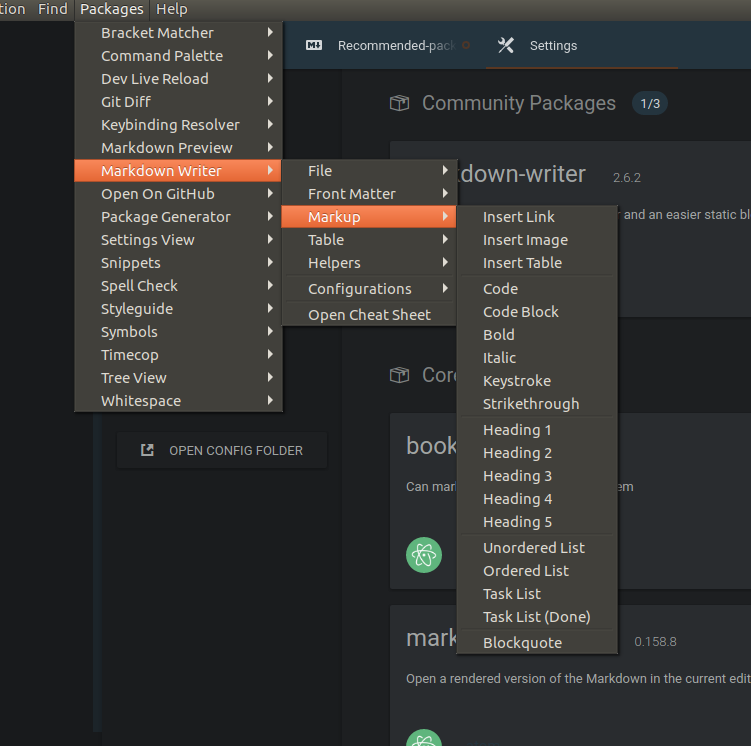 tion Find Packages Help
Bracket Matcher
Command Palette
Dev Live Reload
Git Diff
Keybinding Resolver
Markdown Preview
Markdown Writer
Open On GitHub
Package Generator
Settings View
Snippets
Spell Check
Styleguide
Symbols
Timecop
Tree View
Whitespace
File
Front Matter
Markup
Table
Helpers
Configurations
Open Cheat Sheet
Insert Link
Insert Image
Insert Table
Code
Code Block
Bold
Italic
Keystroke
Strikethrough
Heading 1
Heading 2
Heading 3
Heading 4
Heading 5
Unordered List
Ordered List
Task List
Task List (Done)
Blockquote
Recommended-pack
Settings
Community Packages 1/3
kdown-writer 2.6.2
r and an easier static bl
OPEN CONFIG FOLDER
Core
book
Can mar
em
mark
0.158.8
Open a rendered version of the Markdown in the current edit